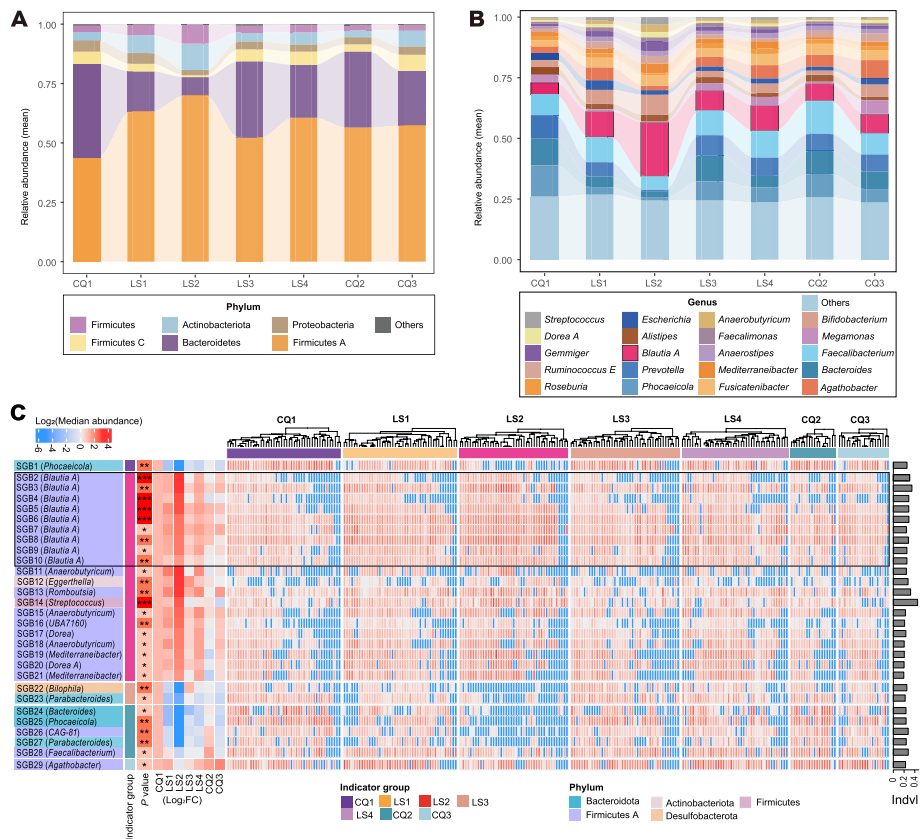 A
Relative abundance (mean)
1.00
0.75
0.50
0.25
0.00
CQ1 LS1 LS2 LS3 LS4 CQ2 CQ3
Phylum
Firmicutes Actinobacteriota Proteobacteria Others
Firmicutes C Bacteroidetes Firmicutes A
B
Relative abundance (mean)
1.00
0.75
0.50
0.25
0.00
CQ1 LS1 LS2 LS3 LS4 CQ2 CQ3
Genus Others
Streptococcus Escherichia Anaerobutyricum Bifidobacterium
Dorea A Alistipes Faecalimonas Megamonas
Gemmiger Blautia A Anaerostipes Faecalibacterium
Ruminococcus E Prevotella Mediterraneibacter Bacteroides
Roseburia Phocaeicola Fusicatenibacter Agathobacter
C
Log₂(Median abundance)
-6 -4 -2 0 2 4
CQ1 LS1 LS2 LS3 LS4 CQ2 CQ3
SGB1 (Phocaeicola) **
SGB2 (Blautia A) ***
SGB3 (Blautia A) **
SGB4 (Blautia A) ***
SGB5 (Blautia A) ***
SGB6 (Blautia A) ***
SGB7 (Blautia A) *
SGB8 (Blautia A) **
SGB9 (Blautia A) *
SGB10 (Blautia A) **
SGB11 (Anaerobutyricum) *
SGB12 (Eggerthella) **
SGB13 (Romboutsia) **
SGB14 (Streptococcus) ***
SGB15 (Anaerobutyricum) *
SGB16 (UBA7160) **
SGB17 (Dorea) *
SGB18 (Anaerobutyricum) *
SGB19 (Mediterraneibacter) *
SGB20 (Dorea A) *
SGB21 (Mediterraneibacter) *
SGB22 (Bilophila) **
SGB23 (Parabacteroides) *
SGB24 (Bacteroides) *
SGB25 (Phocaeicola) **
SGB26 (CAG-81) **
SGB27 (Parabacteroides) **
SGB28 (Faecalibacterium) *
SGB29 (Agathobacter) *
Indicator group
P value
CQ1 LS1 LS2 LS3 LS4 CQ2 CQ3
(Log₂FC)
0 0.2 0.4
Indvl
Indicator group
CQ1 LS1 LS2 LS3
LS4 CQ2 CQ3
Phylum
Bacteroidota Actinobacteriota Firmicutes
Firmicutes A Desulfobacterota